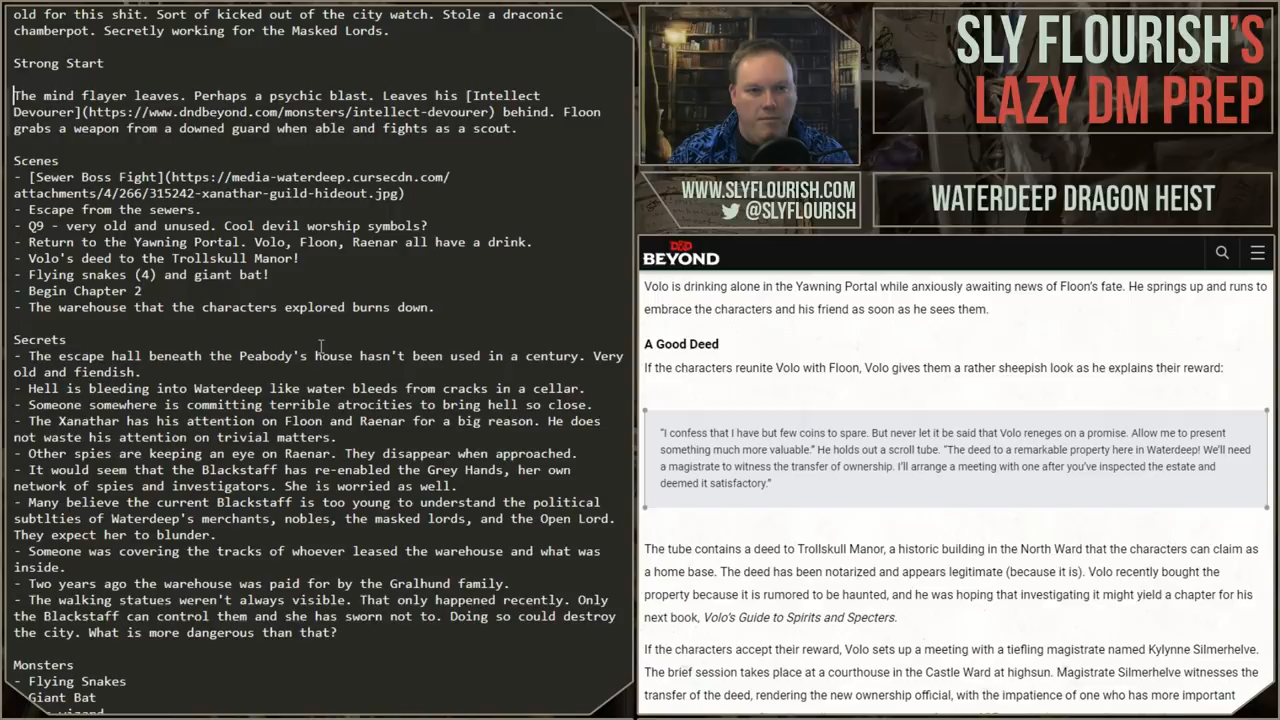 old for this shit. Sort of kicked out of the city watch. Stole a draconic
chamberpot. Secretly working for the Masked Lords.
Strong Start
The mind flayer leaves. Perhaps a psychic blast. Leaves his [Intellect
Devourer](https://www.dndbeyond.com/monsters/intellect-devourer) behind. Floon
grabs a weapon from a downed guard when able and fights as a scout.
Scenes
- [Sewer Boss Fight](https://media-waterdeep.cursecdn.com/
attachments/4/266/315242-xanathar-guild-hideout.jpg)
- Escape from the sewers.
- Q9 - very old and unused. Cool devil worship symbols?
- Return to the Yawning Portal. Volo, Floon, Raenar all have a drink.
- Volo's deed to the Trollskull Manor!
- Flying snakes (4) and giant bat!
- Begin Chapter 2
- The warehouse that the characters explored burns down.
Secrets
- The escape hall beneath the Peabody's house hasn't been used in a century. Very
old and fiendish.
- Hell is bleeding into Waterdeep like water bleeds from cracks in a cellar.
- Someone somewhere is committing terrible atrocities to bring hell so close.
- The Xanathar has his attention on Floon and Raenar for a big reason. He does
not waste his attention on trivial matters.
- Other spies are keeping an eye on Raenar. They disappear when approached.
- It would seem that the Blackstaff has re-enabled the Grey Hands, her own
network of spies and investigators. She is worried as well.
- Many believe the current Blackstaff is too young to understand the political
subtlties of Waterdeep's merchants, nobles, the masked lords, and the Open Lord.
They expect her to blunder.
- Someone was covering the tracks of whoever leased the warehouse and what was
inside.
- Two years ago the warehouse was paid for by the Gralhund family.
- The walking statues weren't always visible. That only happened recently. Only
the Blackstaff can control them and she has sworn not to. Doing so could destroy
the city. What is more dangerous than that?
Monsters
- Flying Snakes
Giant Bat
wizard
SLY FLOURISH'S
LAZY DM PREP
WWW.SLYFLOURISH.COM
@SLYFLOURISH
WATERDEEP DRAGON HEIST
D&D
BEYOND
Volo is drinking alone in the Yawning Portal while anxiously awaiting news of Floon's fate. He springs up and runs to
embrace the characters and his friend as soon as he sees them.
A Good Deed
If the characters reunite Volo with Floon, Volo gives them a rather sheepish look as he explains their reward:
"I confess that I have but few coins to spare. But never let it be said that Volo reneges on a promise. Allow me to present
something much more valuable." He holds out a scroll tube. "The deed to a remarkable property here in Waterdeep! We'll need
a magistrate to witness the transfer of ownership. I'll arrange a meeting with one after you've inspected the estate and
deemed it satisfactory."
The tube contains a deed to Trollskull Manor, a historic building in the North Ward that the characters can claim as
a home base. The deed has been notarized and appears legitimate (because it is). Volo recently bought the
property because it is rumored to be haunted, and he was hoping that investigating it might yield a chapter for his
next book, Volo's Guide to Spirits and Specters.
If the characters accept their reward, Volo sets up a meeting with a tiefling magistrate named Kylynne Silmerhelve.
The brief session takes place at a courthouse in the Castle Ward at highsun. Magistrate Silmerhelve witnesses the
transfer of the deed, rendering the new ownership official, with the impatience of one who has more important